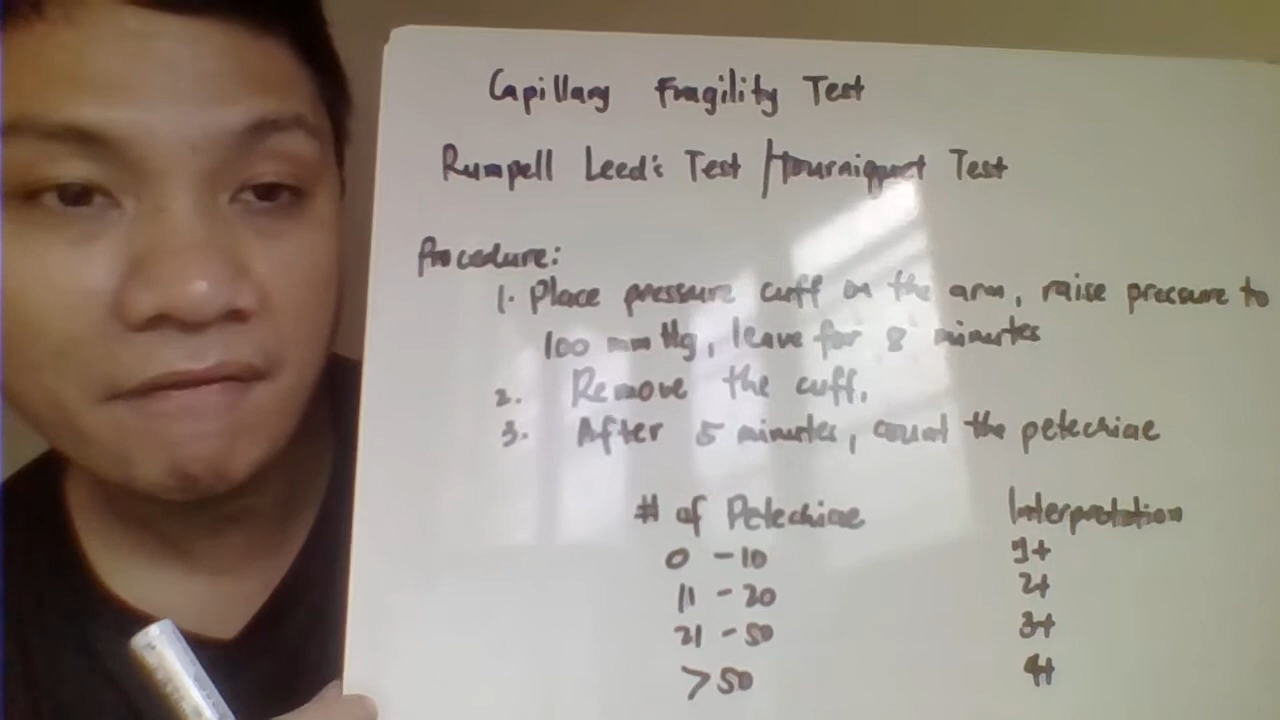 Capillary Fragility Test
Rumpell Leed's Test / Tourniquet Test
Procedure:
1. Place pressure cuff on the arm, raise pressure to
100 mm Hg, leave for 8 minutes
2. Remove the cuff.
3. After 5 minutes, count the petechiae
# of Petechiae Interpretation
0 - 10 1+
11 - 20 2+
21 - 50 3+
> 50 4+